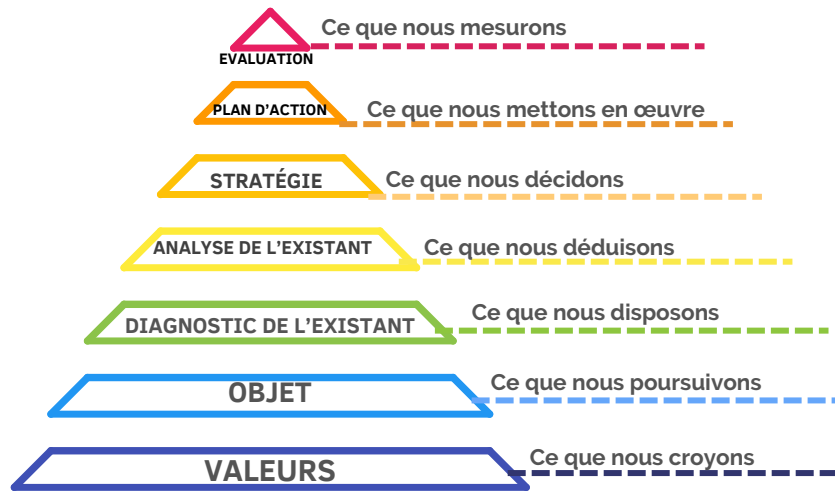 Ce que nous mesurons
EVALUATION
PLAN D'ACTION
Ce que nous mettons en œuvre
STRATÉGIE
Ce que nous décidons
ANALYSE DE L'EXISTANT
Ce que nous déduisons
DIAGNOSTIC DE L'EXISTANT
Ce que nous disposons
OBJET
Ce que nous poursuivons
VALEURS
Ce que nous croyons